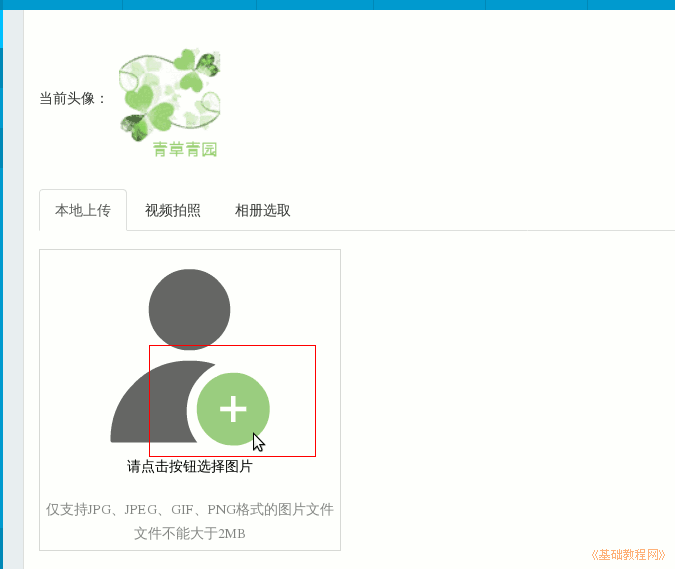 当前头像：
青草青园
本地上传 视频拍照 相册选取
请点击按钮选择图片
仅支持JPG、JPEG、GIF、PNG格式的图片文件
文件不能大于2MB
《基础教程网》